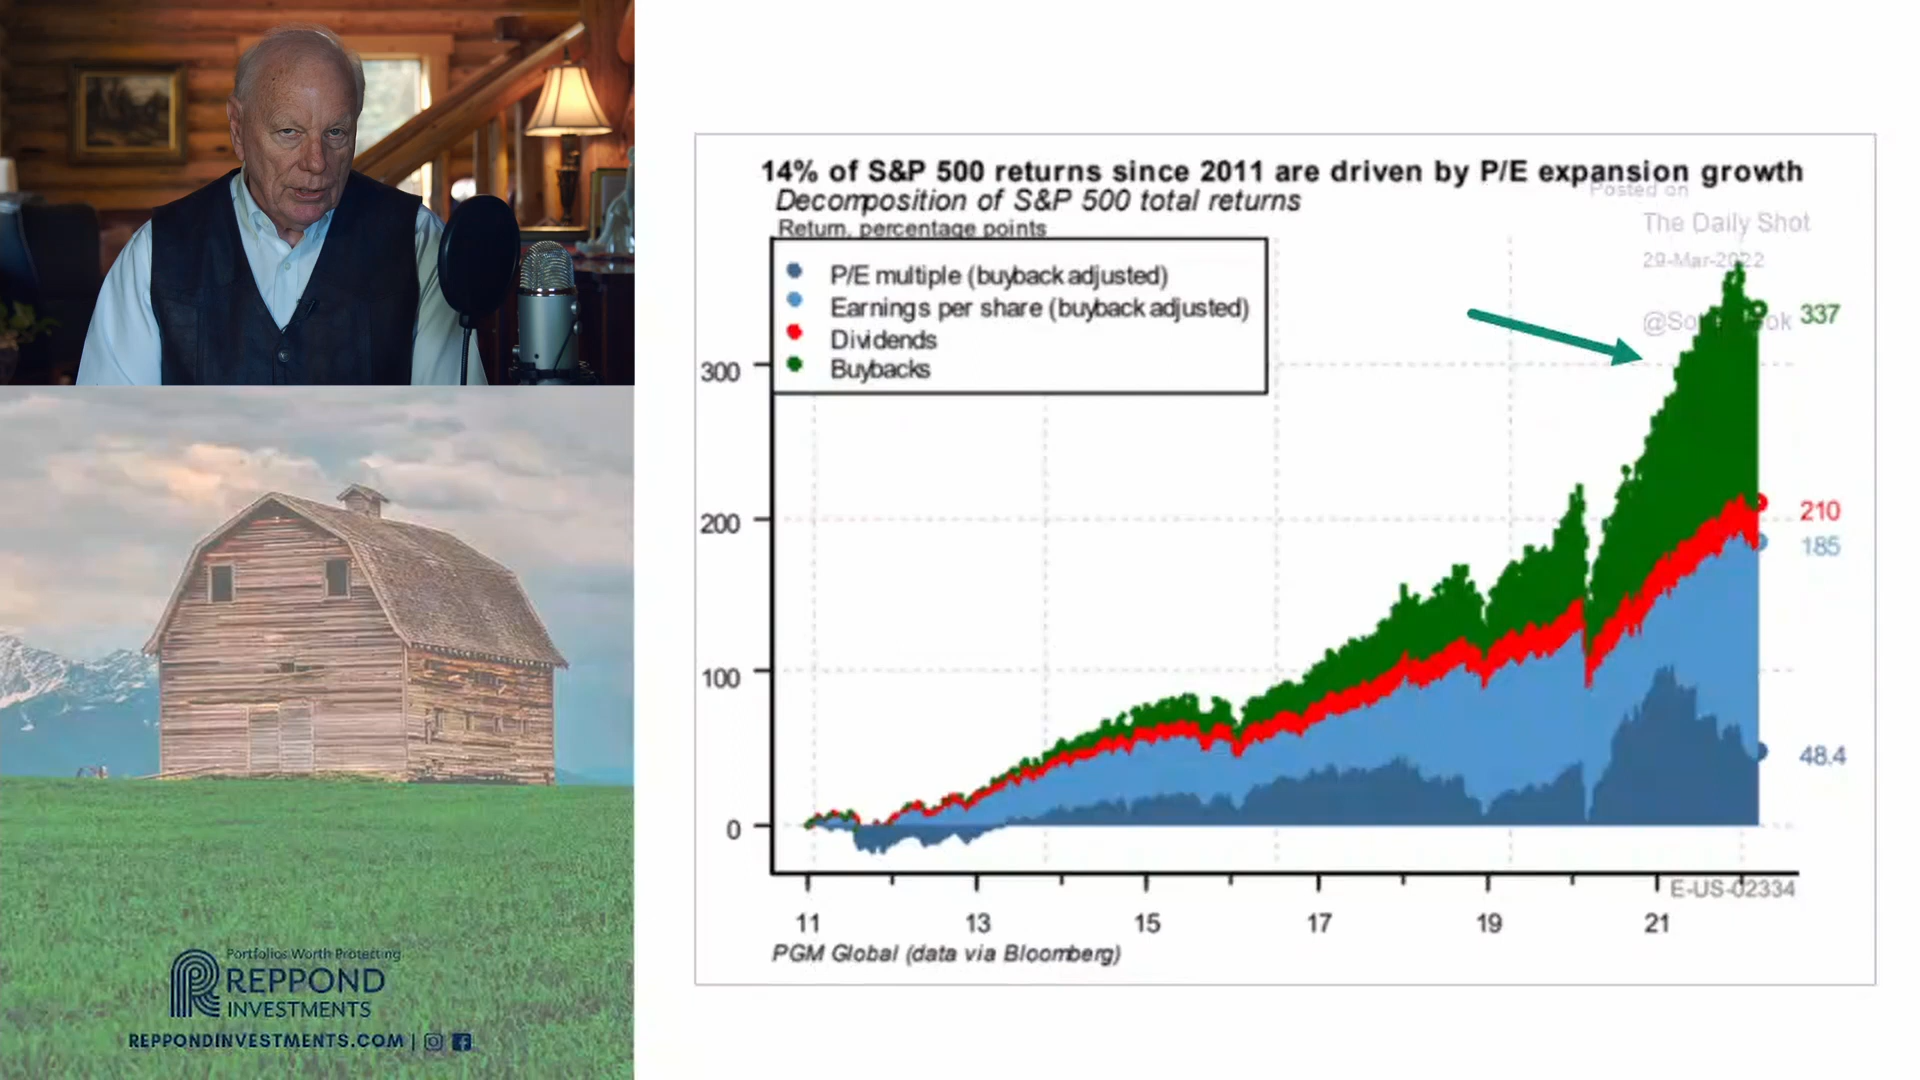 14% of S&P 500 returns since 2011 are driven by P/E expansion growth
Decomposition of S&P 500 total returns
Return, percentage points
Posted on
The Daily Shot
29-Mar-2022
P/E multiple (buyback adjusted)
Earnings per share (buyback adjusted)
Dividends
Buybacks
337
210
185
48.4
300
200
100
0
11 13 15 17 19 21
E-US-02334
PGM Global (data via Bloomberg)
Portfolios Worth Protecting
REPPOND
INVESTMENTS
REPPONDINVESTMENTS.COM |